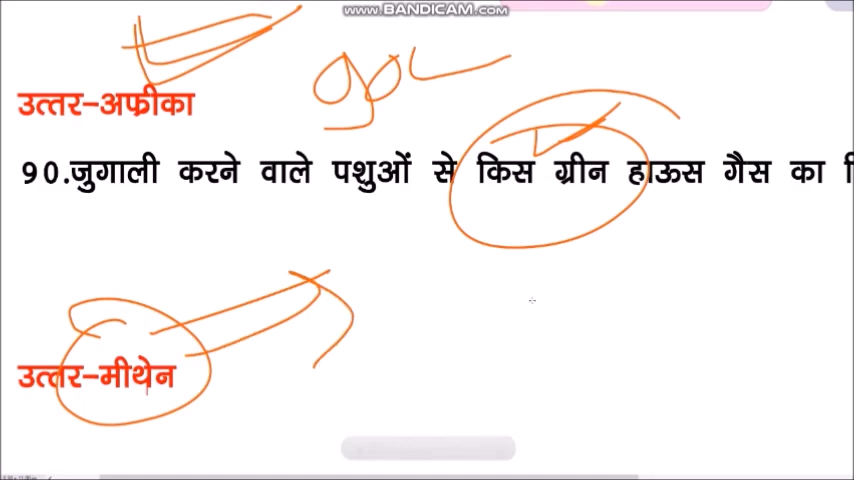 www.BANDICAM.com
उत्तर-अफ्रीका
90.जुगाली करने वाले पशुओं से किस ग्रीन हाऊस गैस का
उत्तर-मीथेन